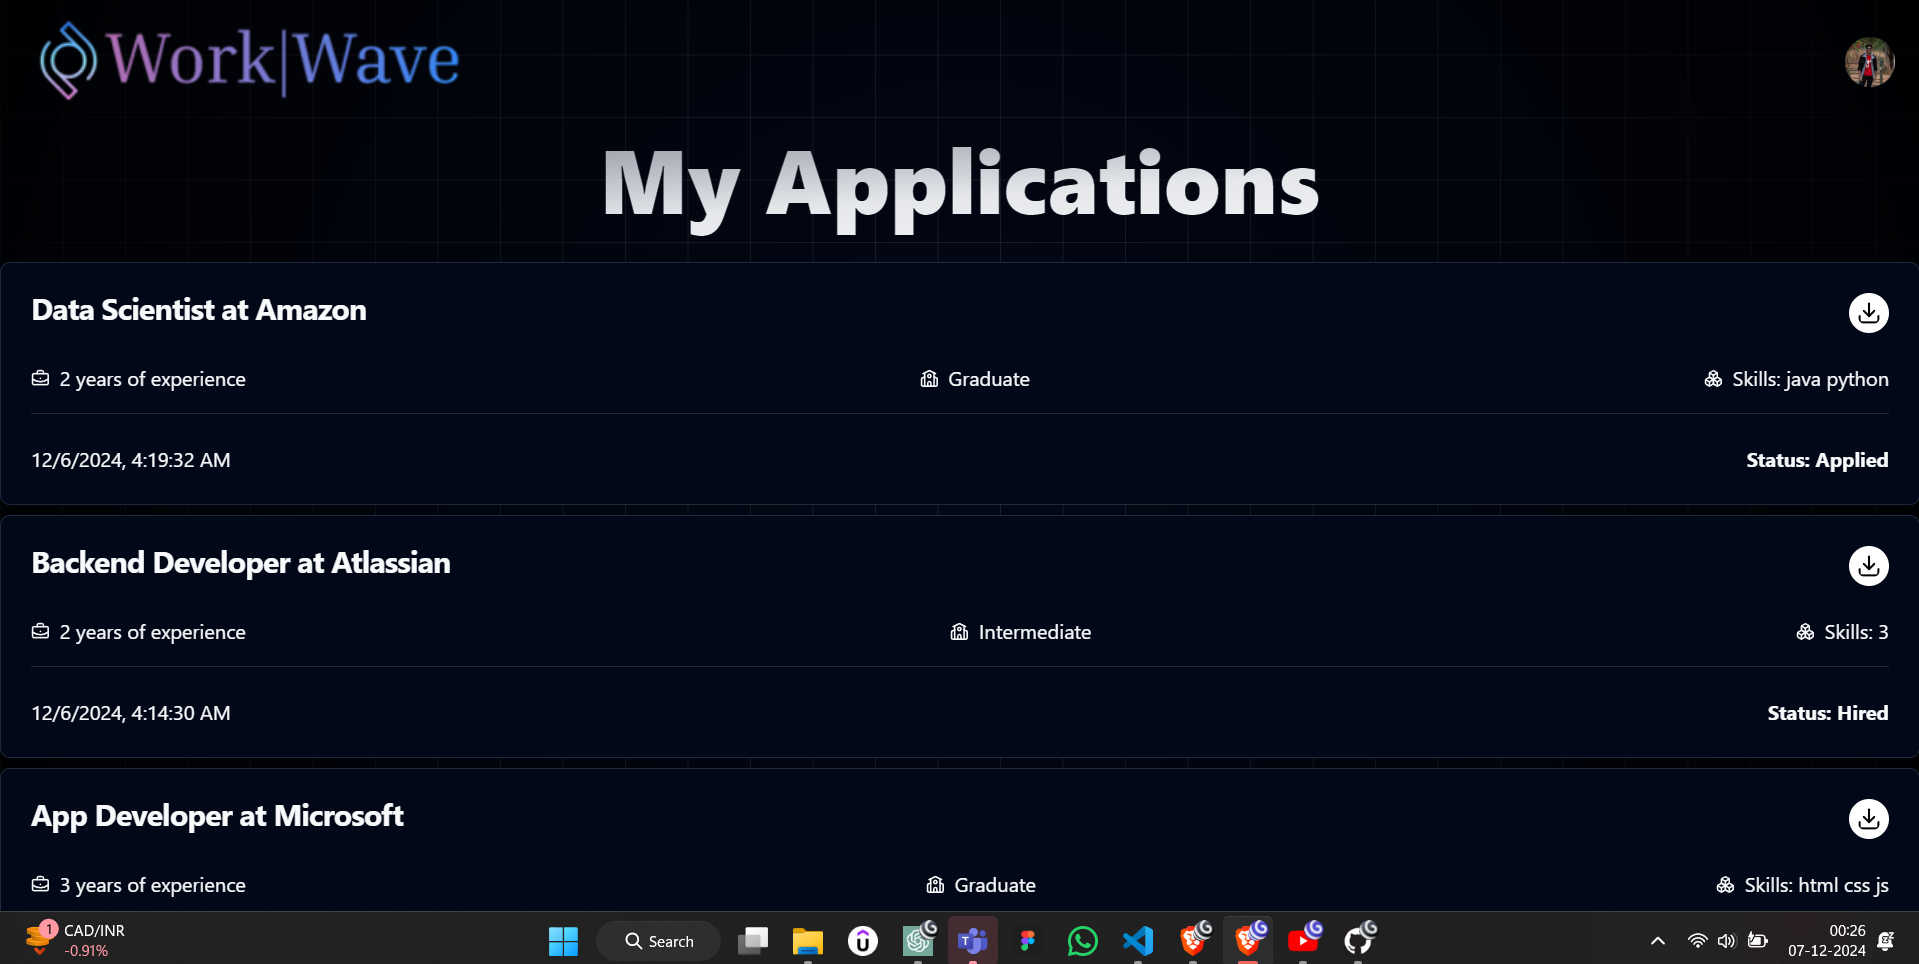 Work|Wave
My Applications
Data Scientist at Amazon
2 years of experience
Graduate
Skills: java python
12/6/2024, 4:19:32 AM
Status: Applied
Backend Developer at Atlassian
2 years of experience
Intermediate
Skills: 3
12/6/2024, 4:14:30 AM
Status: Hired
App Developer at Microsoft
3 years of experience
Graduate
Skills: html css js
1
CAD/INR
-0.91%
Search
00:26
07-12-2024